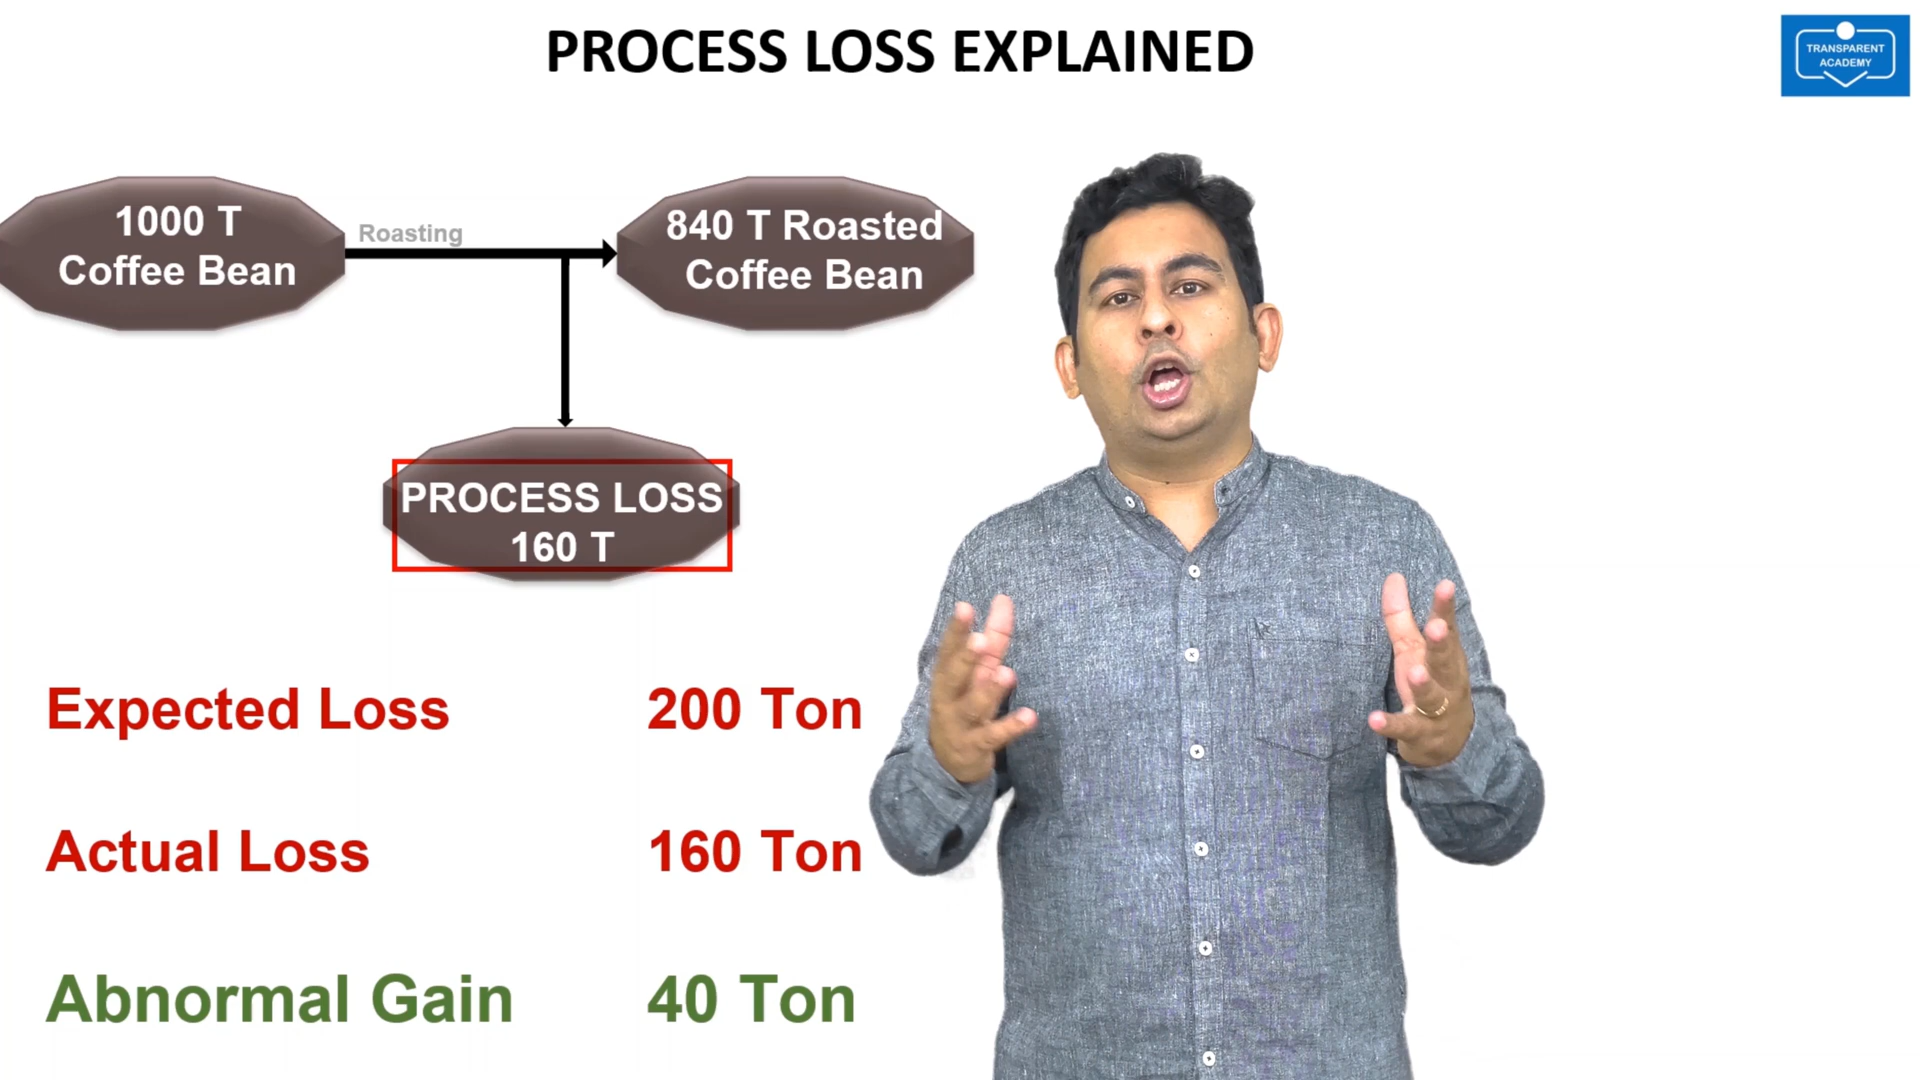 PROCESS LOSS EXPLAINED
TRANSPARENT
ACADEMY
1000 T
Coffee Bean
Roasting
840 T Roasted
Coffee Bean
PROCESS LOSS
160 T
Expected Loss 200 Ton
Actual Loss 160 Ton
Abnormal Gain 40 Ton